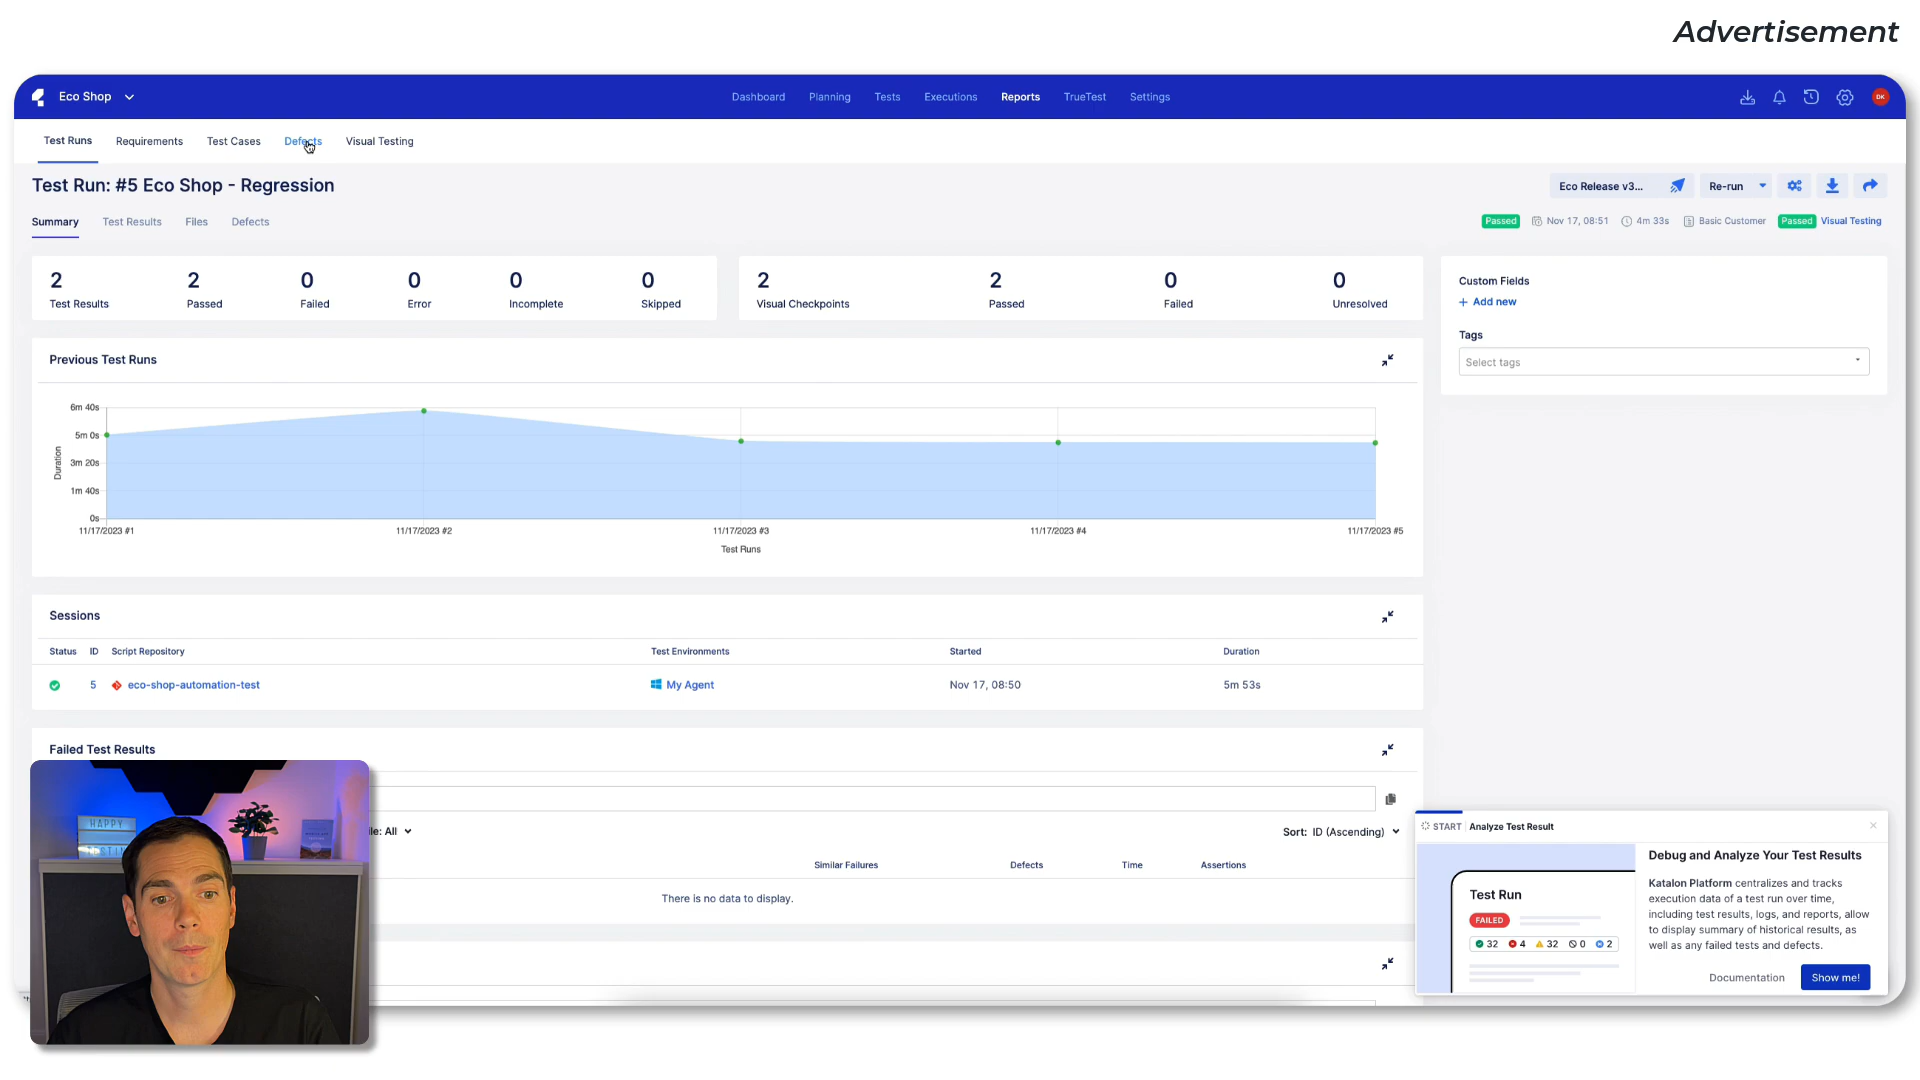 Advertisement
Eco Shop
Dashboard Planning Tests Executions Reports TrueTest Settings
DK
Test Runs Requirements Test Cases Defects Visual Testing
Test Run: #5 Eco Shop - Regression
Eco Release v3...
Re-run
Summary Test Results Files Defects
Passed Nov 17, 08:51 4m 33s Basic Customer Passed Visual Testing
2 2 0 0 0 0
Test Results Passed Failed Error Incomplete Skipped
2 2 0 0
Visual Checkpoints Passed Failed Unresolved
Custom Fields
+ Add new
Tags
Select tags
Previous Test Runs
6m 40s
5m 0s
3m 20s
1m 40s
0s
Duration
11/17/2023 #1 11/17/2023 #2 11/17/2023 #3 11/17/2023 #4 11/17/2023 #5
Test Runs
Sessions
Status ID Script Repository Test Environments Started Duration
5 eco-shop-automation-test My Agent Nov 17, 08:50 5m 53s
Failed Test Results
ile: All
Sort: ID (Ascending)
Similar Failures Defects Time Assertions
There is no data to display.
HAPPY
START Analyze Test Result
Debug and Analyze Your Test Results
Katalon Platform centralizes and tracks
execution data of a test run over time,
including test results, logs, and reports, allow
to display summary of historical results, as
well as any failed tests and defects.
Test Run
FAILED
32 4 32 0 2
Documentation Show me!